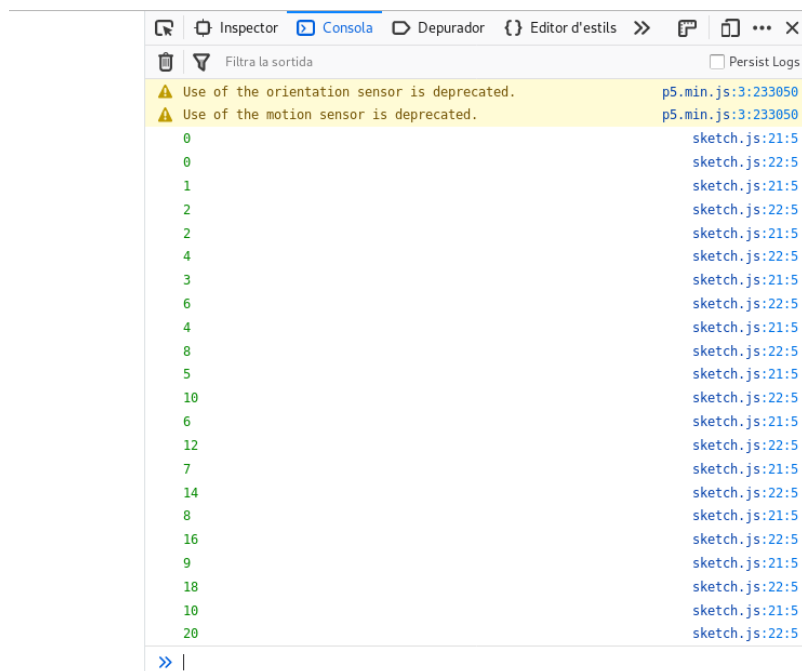 Inspector Consola Depurador {} Editor d'estils
Filtra la sortida Persist Logs
Use of the orientation sensor is deprecated. p5.min.js:3:233050
Use of the motion sensor is deprecated. p5.min.js:3:233050
0 sketch.js:21:5
0 sketch.js:22:5
1 sketch.js:21:5
2 sketch.js:22:5
2 sketch.js:21:5
4 sketch.js:22:5
3 sketch.js:21:5
6 sketch.js:22:5
4 sketch.js:21:5
8 sketch.js:22:5
5 sketch.js:21:5
10 sketch.js:22:5
6 sketch.js:21:5
12 sketch.js:22:5
7 sketch.js:21:5
14 sketch.js:22:5
8 sketch.js:21:5
16 sketch.js:22:5
9 sketch.js:21:5
18 sketch.js:22:5
10 sketch.js:21:5
20 sketch.js:22:5